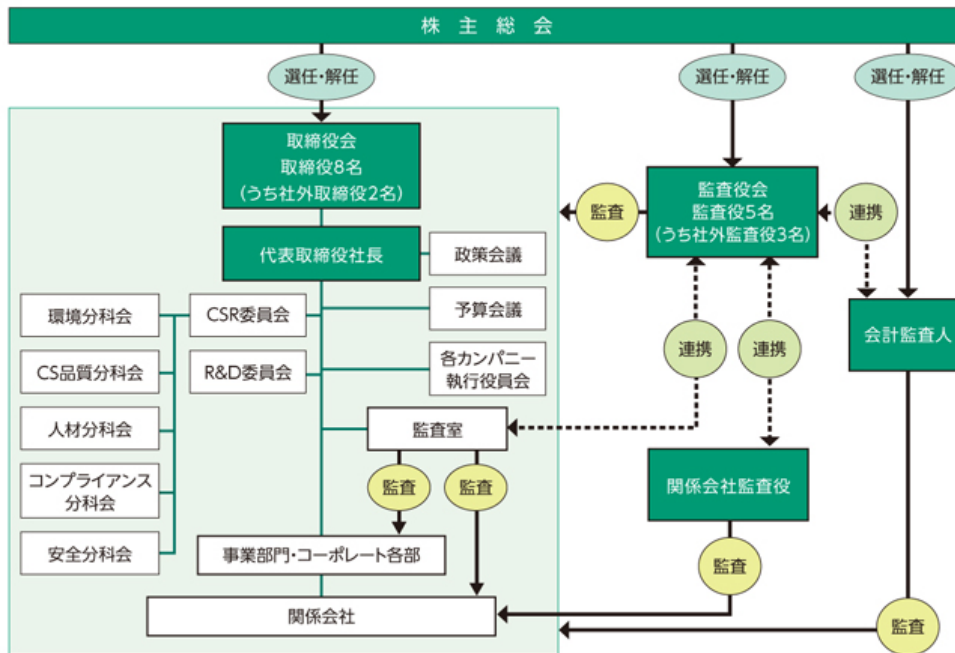 株主総会
選任・解任
選任・解任
選任・解任
取締役会
取締役8名
(うち社外取締役2名)
監査
監査役会
監査役5名
(うち社外監査役3名)
連携
代表取締役社長
政策会議
環境分科会
CSR委員会
予算会議
会計監査人
CS品質分科会
R&D委員会
各カンパニー
執行役員会
連携
連携
人材分科会
監査室
コンプライアンス
分科会
監査
監査
関係会社監査役
安全分科会
事業部門・コーポレート各部
監査
関係会社
監査